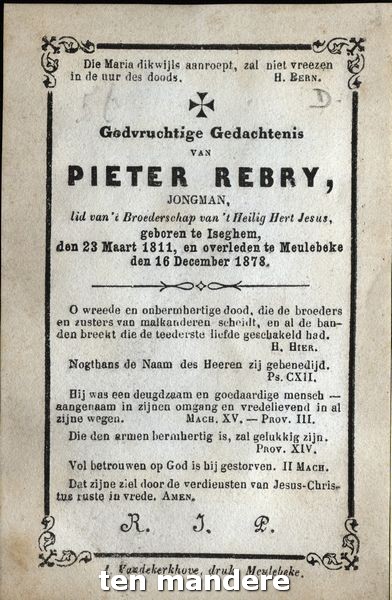 Die Maria dikwijls aanroept, zal niet vreezen
in de uur des doods. H. Bern.
D.
Godvruchtige Gedachtenis
VAN
PIETER REBRY,
JONGMAN,
lid van 't Broederschap van 't Heilig Hert Jesus,
geboren te Iseghem,
den 23 Maart 1811, en overleden te Meulebeke
den 16 December 1878.
O wreede en onbermhertige dood, die de broeders
en zusters van malkanderen scheidt, en al de ban-
den breekt die de teederste liefde geschakeld had.
H. Hier.
Nogthans de Naam des Heeren zij gebenedijd.
Ps. CXII.
Hij was een deugdzaam en goedaardige mensch —
aangenaam in zijnen omgang en vredelievend in al
zijne wegen. Mach. XV. — Prov. III.
Die den armen bermhertig is, zal gelukkig zijn.
Prov. XIV.
Vol betrouwen op God is hij gestorven. II Mach.
Dat zijne ziel door de verdiensten van Jesus-Chris-
tus ruste in vrede. Amen.
R. I. P.
Vandekerkhove, druk. Meulebeke.
ten mandere